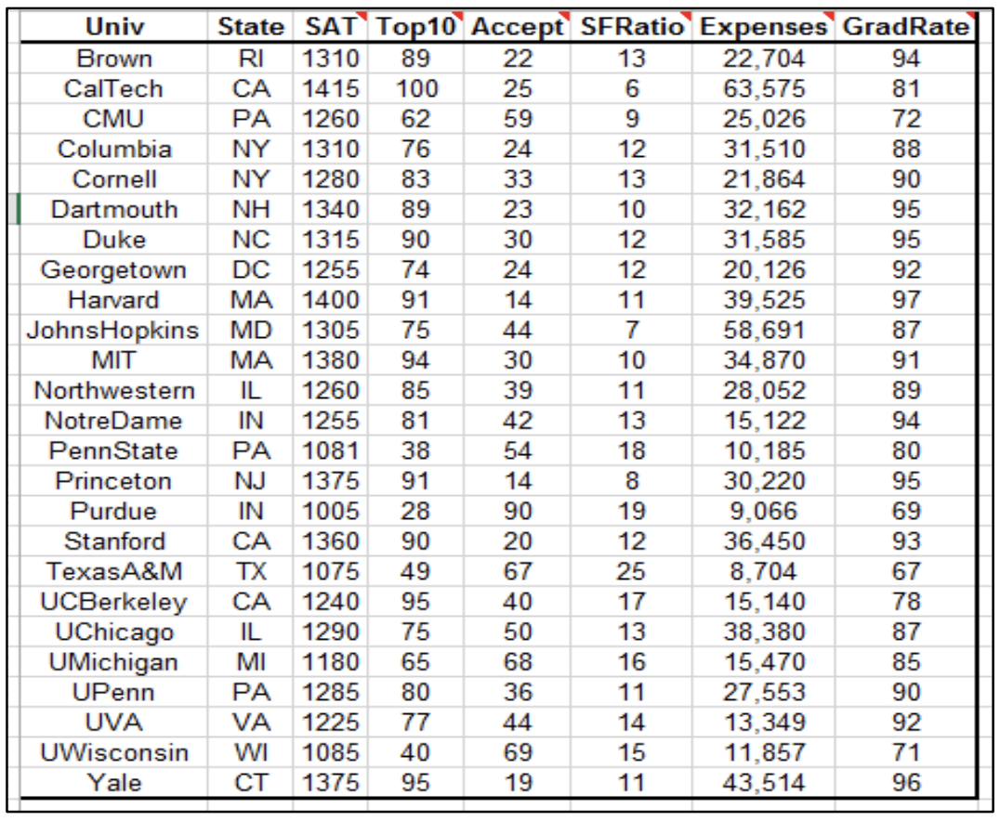 Univ State SAT Top10 Accept SFRatio Expenses GradRate
Brown RI 1310 89 22 13 22,704 94
CalTech CA 1415 100 25 6 63,575 81
CMU PA 1260 62 59 9 25,026 72
Columbia NY 1310 76 24 12 31,510 88
Cornell NY 1280 83 33 13 21,864 90
Dartmouth NH 1340 89 23 10 32,162 95
Duke NC 1315 90 30 12 31,585 95
Georgetown DC 1255 74 24 12 20,126 92
Harvard MA 1400 91 14 11 39,525 97
JohnsHopkins MD 1305 75 44 7 58,691 87
MIT MA 1380 94 30 10 34,870 91
Northwestern IL 1260 85 39 11 28,052 89
NotreDame IN 1255 81 42 13 15,122 94
PennState PA 1081 38 54 18 10,185 80
Princeton NJ 1375 91 14 8 30,220 95
Purdue IN 1005 28 90 19 9,066 69
Stanford CA 1360 90 20 12 36,450 93
TexasA&M TX 1075 49 67 25 8,704 67
UCBerkeley CA 1240 95 40 17 15,140 78
UChicago IL 1290 75 50 13 38,380 87
UMichigan MI 1180 65 68 16 15,470 85
UPenn PA 1285 80 36 11 27,553 90
UVA VA 1225 77 44 14 13,349 92
UWisconsin WI 1085 40 69 15 11,857 71
Yale CT 1375 95 19 11 43,514 96